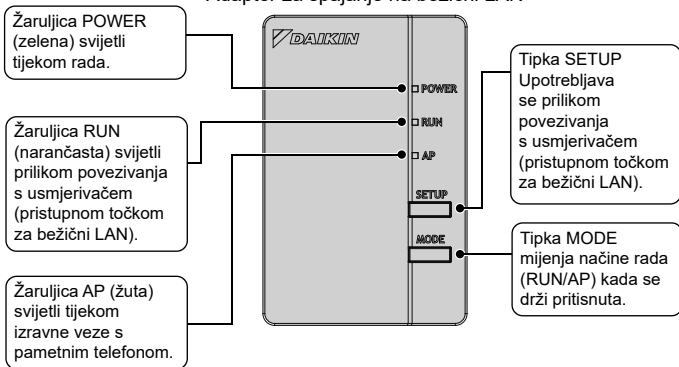 Adapter za spajanje na bežični LAN
Žaruljica POWER
(zelena) svijetli
tijekom rada.
Žaruljica RUN
(narančasta) svijetli
prilikom povezivanja
s usmjerivačem
(pristupnom točkom
za bežični LAN).
Žaruljica AP (žuta)
svijetli tijekom
izravne veze s
pametnim telefonom.
DAIKIN
POWER
RUN
AP
SETUP
MODE
Tipka SETUP
Upotrebljava
se prilikom
povezivanja
s usmjerivačem
(pristupnom točkom
za bežični LAN).
Tipka MODE
mijenja načine rada
(RUN/AP) kada se
drži pritisnuta.